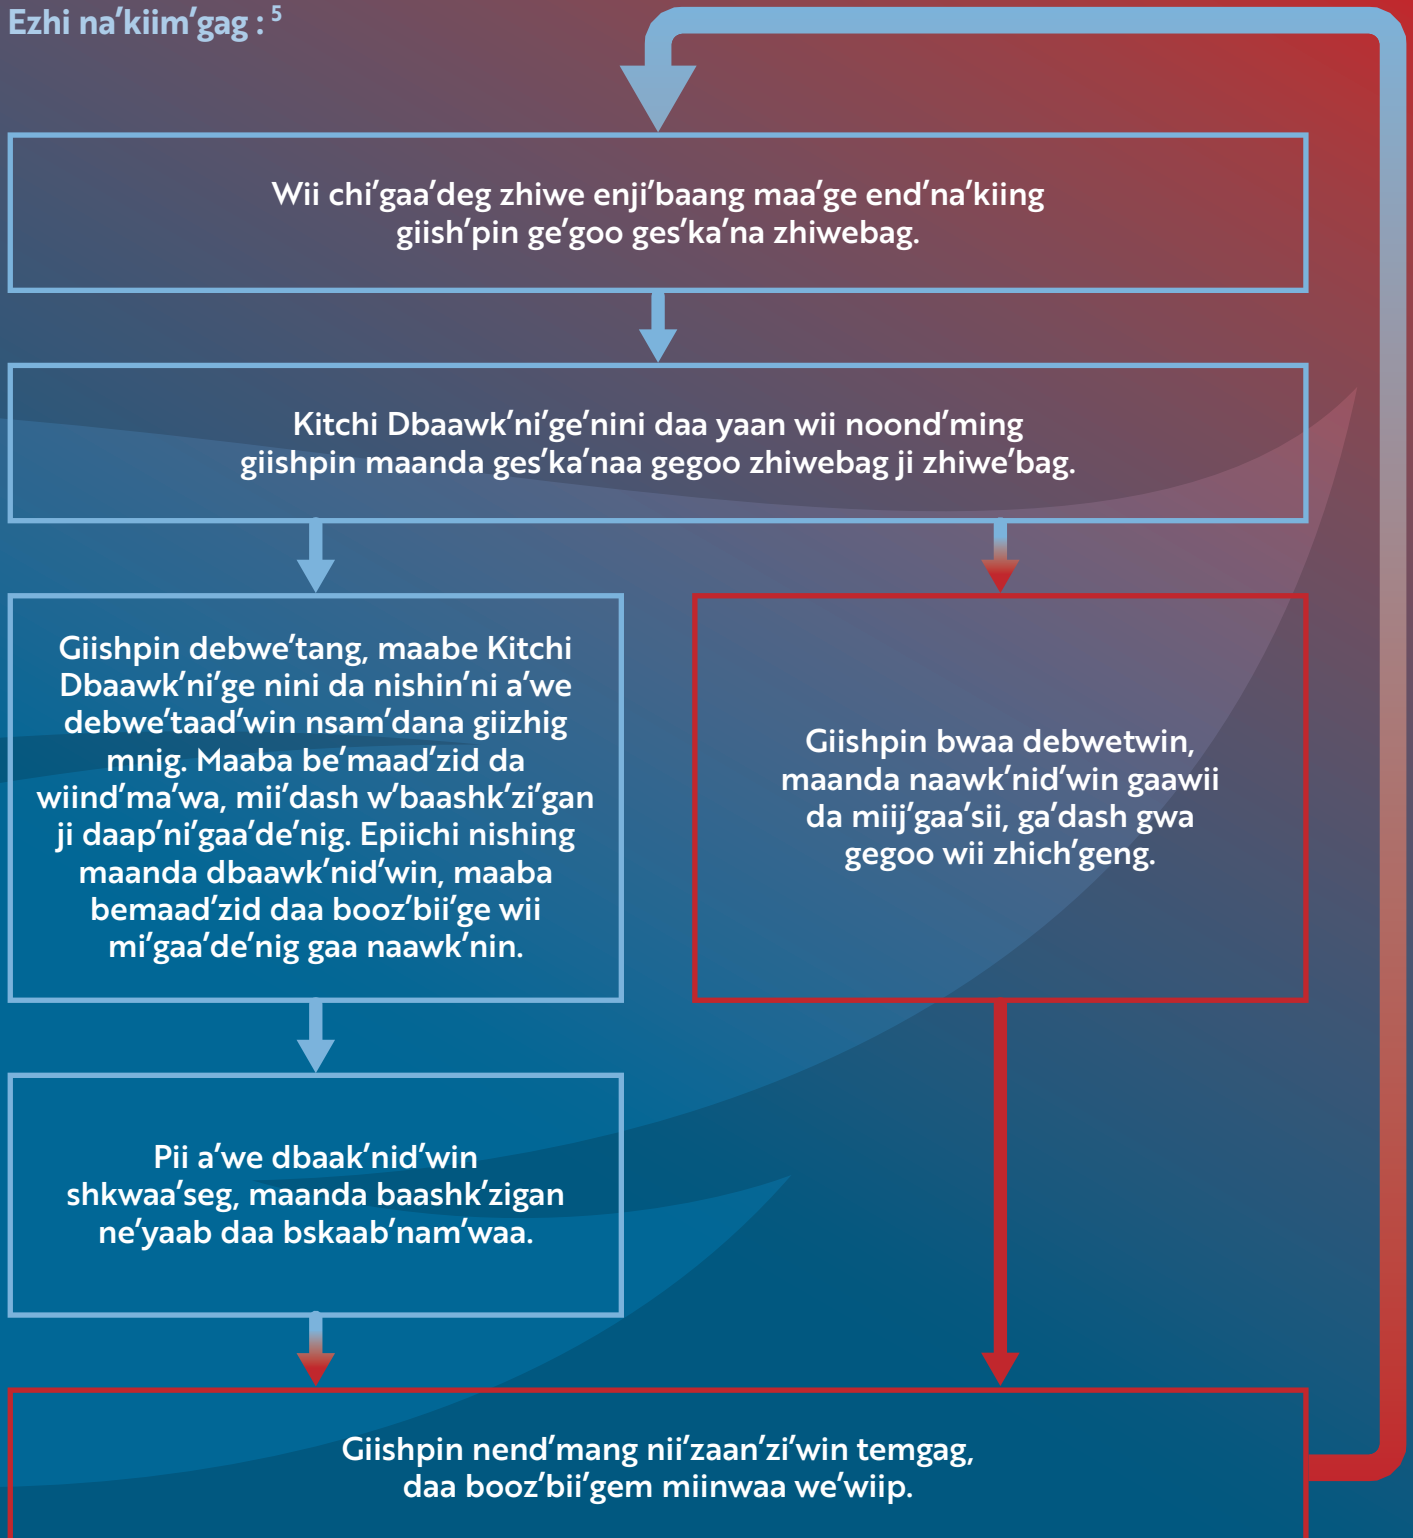 Ezhi na′kiim′gag : 5
Wii chi′gaa′deg zhiwe enji′baang maa′ge end′na′kiing
giish′pin ge′goo ges′ka′na zhiwebag.
Kitchi Dbaawk′ni′ge′nini daa yaan wii noond′ming
giishpin maanda ges′ka′naa gegoo zhiwebag ji zhiwe′bag.
Giishpin debwe′tang, maabe Kitchi
Dbaawk′ni′ge nini da nishin′ni a′we
debwe′taad′win nsam′dana giizhig
mnig. Maaba be′maad′zid da
wiind′ma′wa, mii′dash w′baashk′zi′gan
ji daap′ni′gaa′de′nig. Epiichi nishing
maanda dbaawk′nid′win, maaba
bemaad′zid daa booz′bii′ge wii
mi′gaa′de′nig gaa naawk′nin.
Giishpin bwaa debwetwin,
maanda naawk′nid′win gaawii
da miij′gaa′sii, ga′dash gwa
gegoo wii zhich′geng.
Pii a′we dbaak′nid′win
shkwaa′seg, maanda baashk′zigan
ne′yaab daa bskaab′nam′waa.
Giishpin nend′mang nii′zaan′zi′win temgag,
daa booz′bii′gem miinwaa we′wiip.